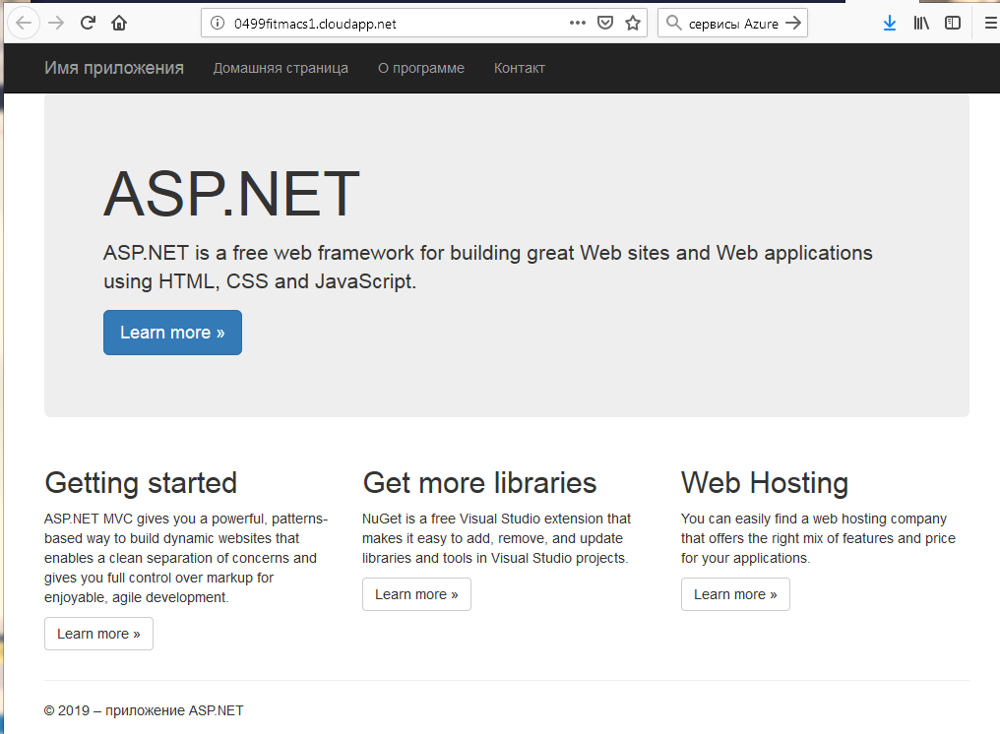 0499fitmacs1.cloudapp.net
сервисы Azure
Имя приложения Домашняя страница О программе Контакт
ASP.NET
ASP.NET is a free web framework for building great Web sites and Web applications
using HTML, CSS and JavaScript.
Learn more »
Getting started
ASP.NET MVC gives you a powerful, patterns-
based way to build dynamic websites that
enables a clean separation of concerns and
gives you full control over markup for
enjoyable, agile development.
Learn more »
Get more libraries
NuGet is a free Visual Studio extension that
makes it easy to add, remove, and update
libraries and tools in Visual Studio projects.
Learn more »
Web Hosting
You can easily find a web hosting company
that offers the right mix of features and price
for your applications.
Learn more »
© 2019 – приложение ASP.NET